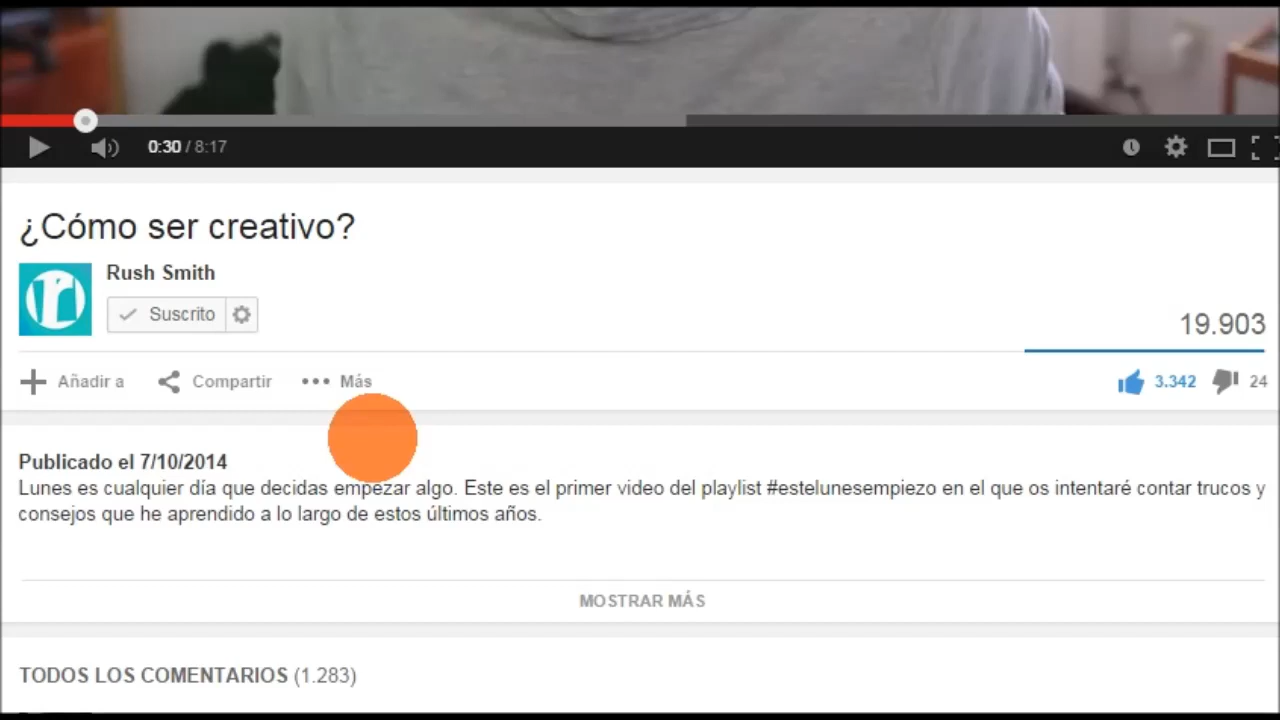 0:30 / 8:17
¿Cómo ser creativo?
Rush Smith
Suscrito
19.903
Añadir a
Compartir
Más
3.342
24
Publicado el 7/10/2014
Lunes es cualquier día que decidas empezar algo. Este es el primer video del playlist #estelunesempiezo en el que os intentaré contar trucos y
consejos que he aprendido a lo largo de estos últimos años.
MOSTRAR MÁS
TODOS LOS COMENTARIOS (1.283)